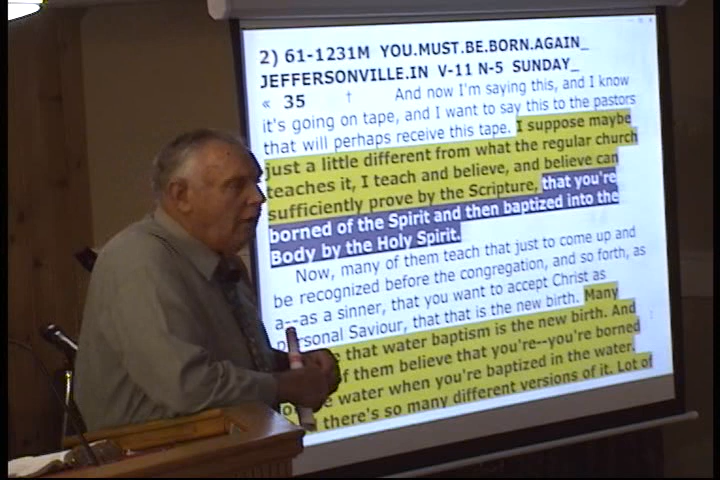 2) 61-1231M YOU.MUST.BE.BORN.AGAIN_
JEFFERSONVILLE.IN V-11 N-5 SUNDAY_
« 35 † And now I'm saying this, and I know
it's going on tape, and I want to say this to the pastors
that will perhaps receive this tape. I suppose maybe
just a little different from what the regular church
teaches it, I teach and believe, and believe can
sufficiently prove by the Scripture, that you're
borned of the Spirit and then baptized into the
Body by the Holy Spirit.
Now, many of them teach that just to come up and
be recognized before the congregation, and so forth, as
a--as a sinner, that you want to accept Christ as
personal Saviour, that that is the new birth. Many
that water baptism is the new birth. And
of them believe that you're--you're borned
water when you're baptized in the water.
there's so many different versions of it. Lot of